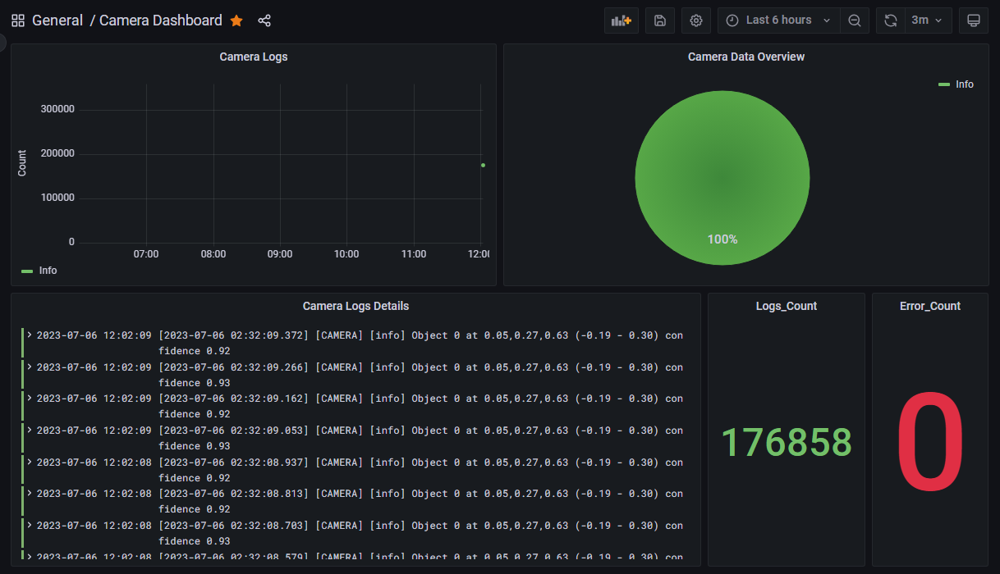 General / Camera Dashboard
Last 6 hours
3m
Camera Logs
Count
300000
200000
100000
0
07:00 08:00 09:00 10:00 11:00 12:00
Info
Camera Data Overview
Info
100%
Camera Logs Details
2023-07-06 12:02:09 [2023-07-06 02:32:09.372] [CAMERA] [info] Object 0 at 0.05,0.27,0.63 (-0.19 - 0.30) con
fidence 0.92
2023-07-06 12:02:09 [2023-07-06 02:32:09.266] [CAMERA] [info] Object 0 at 0.05,0.27,0.63 (-0.19 - 0.30) con
fidence 0.93
2023-07-06 12:02:09 [2023-07-06 02:32:09.162] [CAMERA] [info] Object 0 at 0.05,0.27,0.63 (-0.19 - 0.30) con
fidence 0.92
2023-07-06 12:02:09 [2023-07-06 02:32:09.053] [CAMERA] [info] Object 0 at 0.05,0.27,0.63 (-0.19 - 0.30) con
fidence 0.93
2023-07-06 12:02:08 [2023-07-06 02:32:08.937] [CAMERA] [info] Object 0 at 0.05,0.27,0.63 (-0.19 - 0.30) con
fidence 0.92
2023-07-06 12:02:08 [2023-07-06 02:32:08.813] [CAMERA] [info] Object 0 at 0.05,0.27,0.63 (-0.19 - 0.30) con
fidence 0.92
2023-07-06 12:02:08 [2023-07-06 02:32:08.703] [CAMERA] [info] Object 0 at 0.05,0.27,0.63 (-0.19 - 0.30) con
fidence 0.93
2023-07-06 12:02:08 [2023-07-06 02:32:08.579] [CAMERA] [info] Object 0 at 0.05,0.27,0.63 (-0.19 - 0.30) con
Logs_Count
176858
Error_Count
0